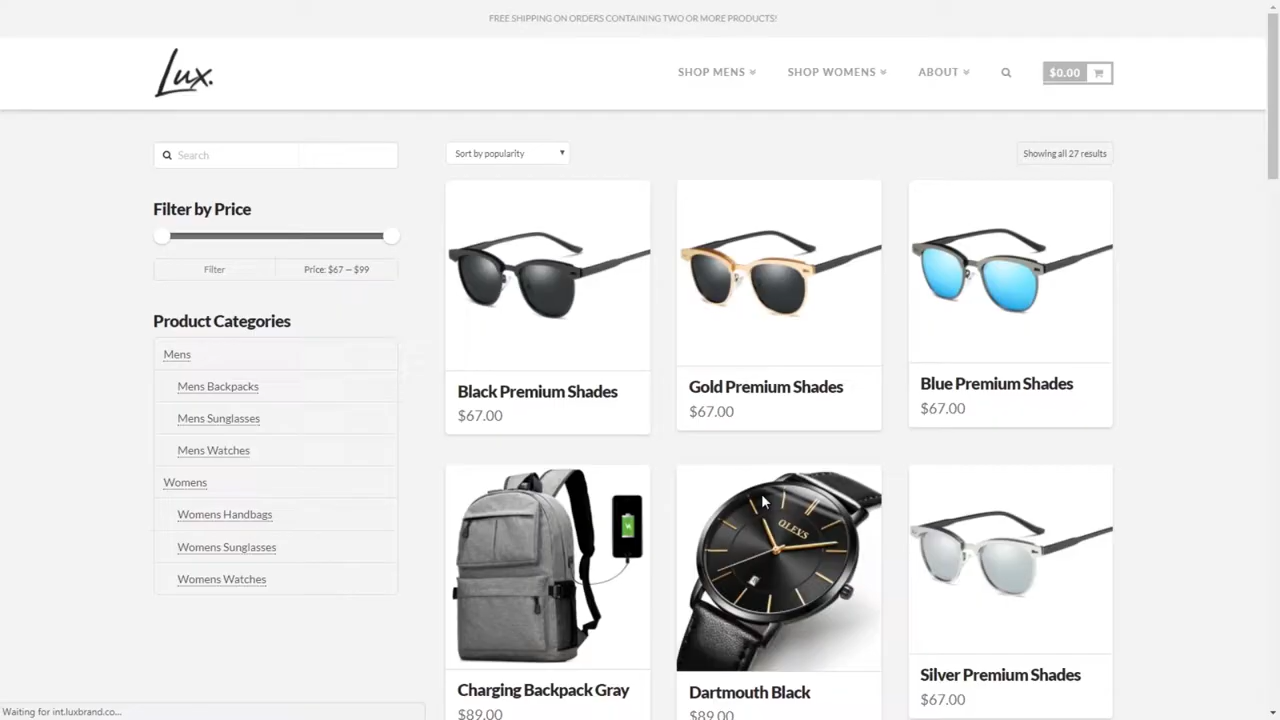 FREE SHIPPING ON ORDERS CONTAINING TWO OR MORE PRODUCTS!
Lux.
SHOP MENS
SHOP WOMENS
ABOUT
$0.00
Search
Sort by popularity
Showing all 27 results
Filter by Price
Filter
Price: $67 — $99
Product Categories
Mens
Mens Backpacks
Mens Sunglasses
Mens Watches
Womens
Womens Handbags
Womens Sunglasses
Womens Watches
Black Premium Shades
$67.00
Gold Premium Shades
$67.00
Blue Premium Shades
$67.00
OLEVS
Charging Backpack Gray
$89.00
Dartmouth Black
$89.00
Silver Premium Shades
$67.00
Waiting for int.luxbrand.co...